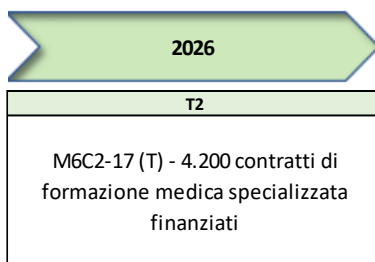 2026
T2
M6C2-17 (T) - 4.200 contratti di
formazione medica specializzata
finanziati